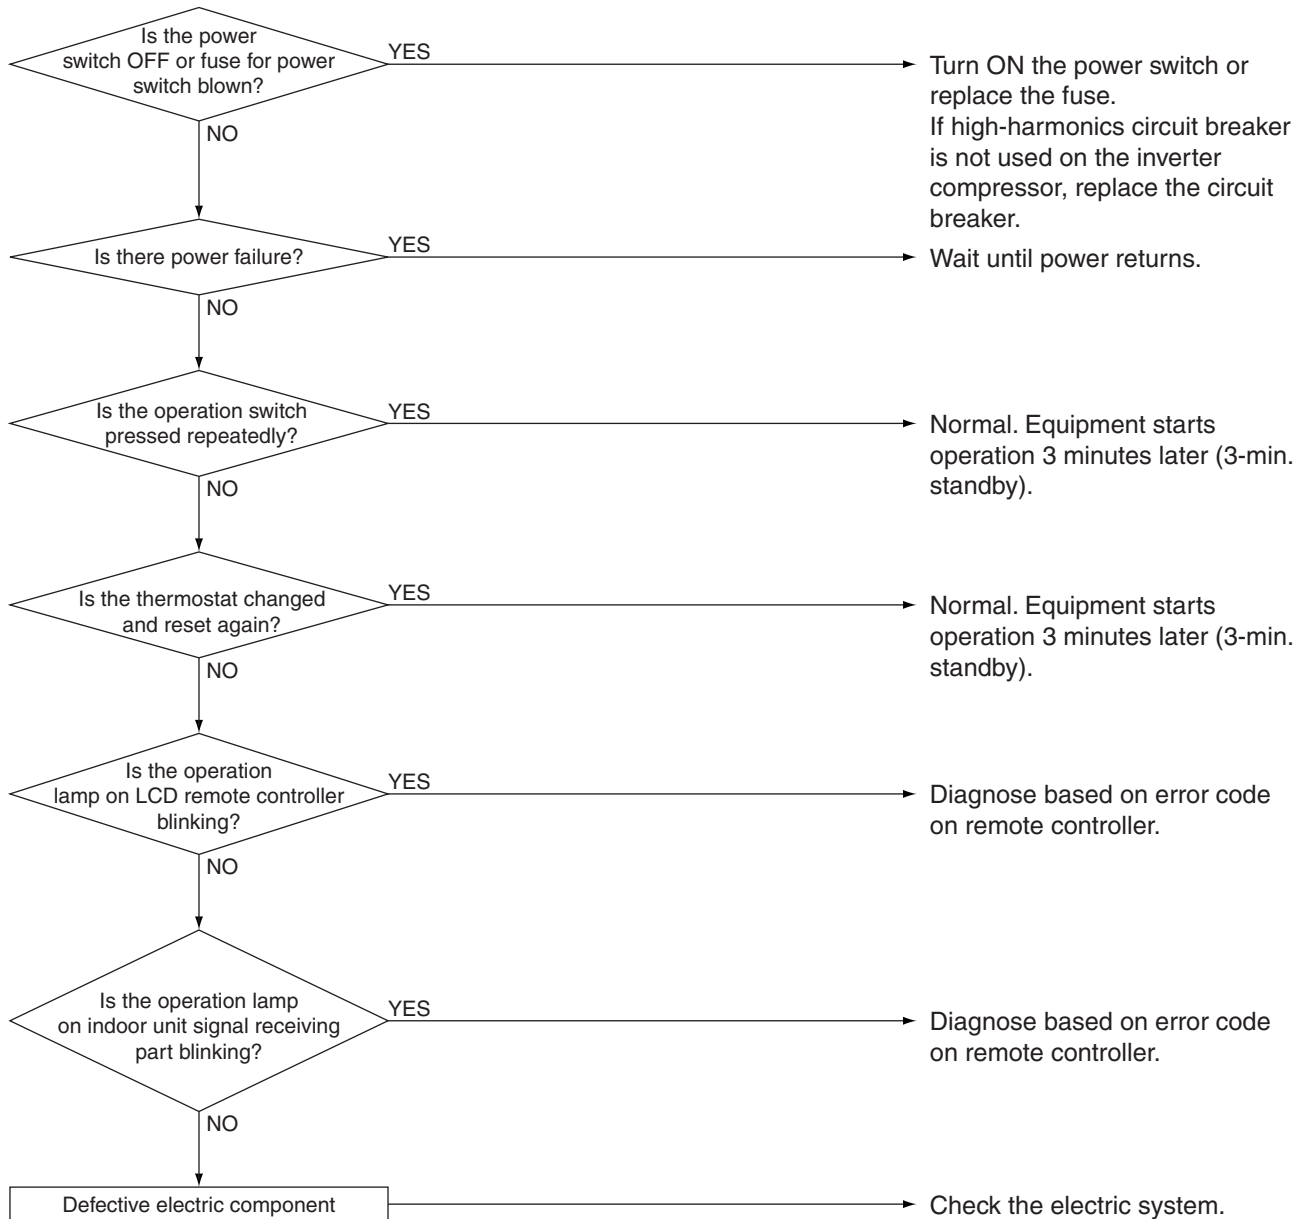 Is the power
switch OFF or fuse for power
switch blown?
YES
Turn ON the power switch or
replace the fuse.
If high-harmonics circuit breaker
is not used on the inverter
compressor, replace the circuit
breaker.
NO
Is there power failure?
YES
Wait until power returns.
NO
Is the operation switch
pressed repeatedly?
YES
Normal. Equipment starts
operation 3 minutes later (3-min.
standby).
NO
Is the thermostat changed
and reset again?
YES
Normal. Equipment starts
operation 3 minutes later (3-min.
standby).
NO
Is the operation
lamp on LCD remote controller
blinking?
YES
Diagnose based on error code
on remote controller.
NO
Is the operation lamp
on indoor unit signal receiving
part blinking?
YES
Diagnose based on error code
on remote controller.
NO
Defective electric component
Check the electric system.